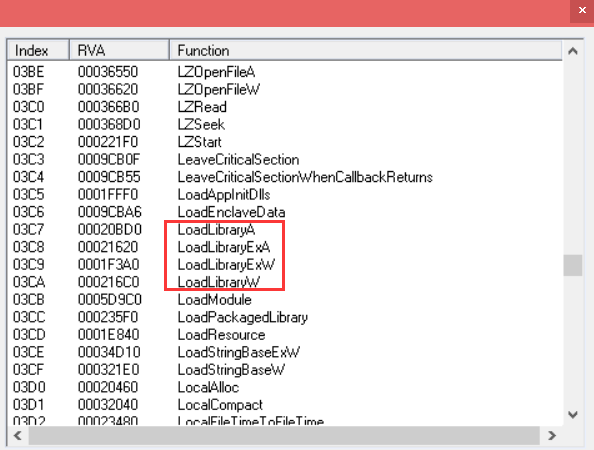 Index RVA Function
03BE 00036550 LZOpenFileA
03BF 00036620 LZOpenFileW
03C0 000366B0 LZRead
03C1 000368D0 LZSeek
03C2 000221F0 LZStart
03C3 0009CB0F LeaveCriticalSection
03C4 0009CB55 LeaveCriticalSectionWhenCallbackReturns
03C5 0001FFF0 LoadAppInitDlls
03C6 0009CBA6 LoadEnclaveData
03C7 00020BD0 LoadLibraryA
03C8 00021620 LoadLibraryExA
03C9 0001F3A0 LoadLibraryExW
03CA 000216C0 LoadLibraryW
03CB 0005D9C0 LoadModule
03CC 000235F0 LoadPackagedLibrary
03CD 0001E840 LoadResource
03CE 00034D10 LoadStringBaseExW
03CF 000321E0 LoadStringBaseW
03D0 00020460 LocalAlloc
03D1 00032040 LocalCompact
03D2 00023480 LocalFileTimeToFileTime